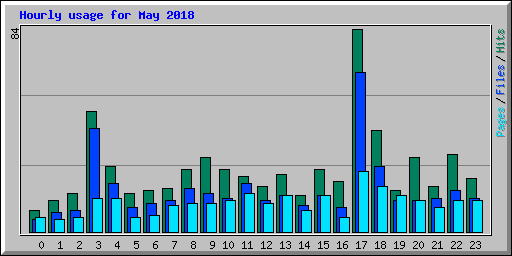 Hourly usage for May 2018
84
Pages / Files / Hits
0 1 2 3 4 5 6 7 8 9 10 11 12 13 14 15 16 17 18 19 20 21 22 23